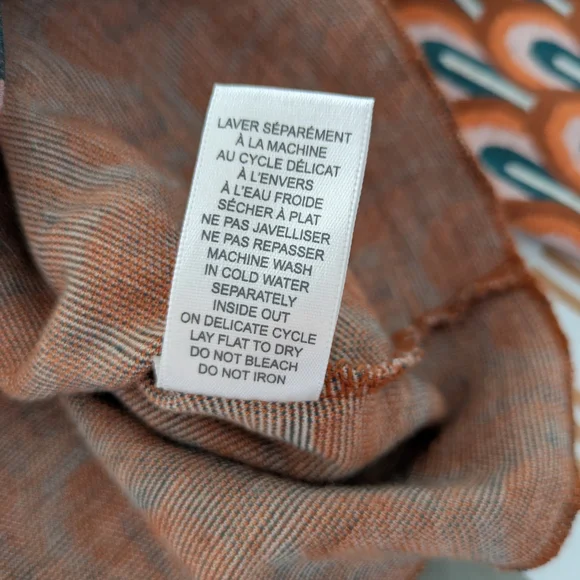 LAVER SÉPARÉMENT
À LA MACHINE
AU CYCLE DÉLICAT
À L'ENVERS
À L'EAU FROIDE
SÉCHER À PLAT
NE PAS JAVELLISER
NE PAS REPASSER
MACHINE WASH
IN COLD WATER
SEPARATELY
INSIDE OUT
ON DELICATE CYCLE
LAY FLAT TO DRY
DO NOT BLEACH
DO NOT IRON